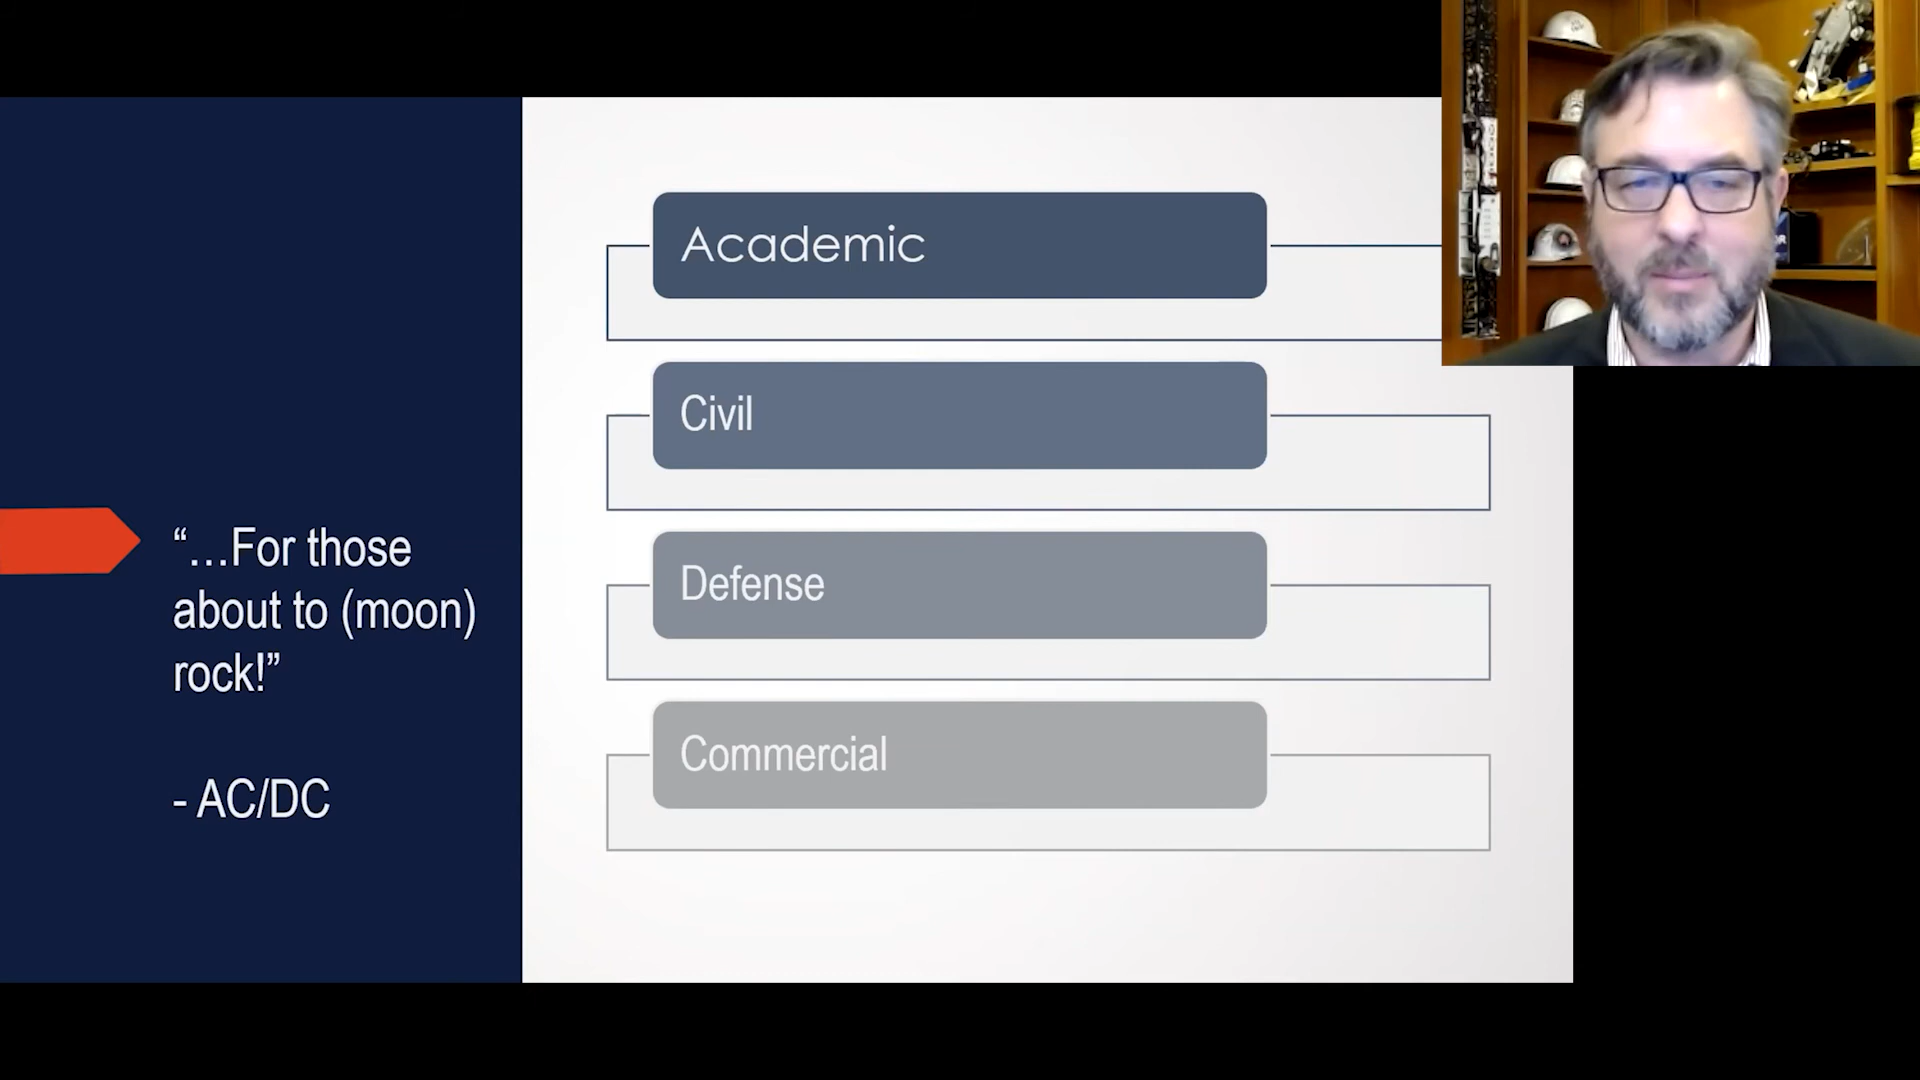 Academic
Civil
Defense
Commercial
“…For those
about to (moon)
rock!”
- AC/DC